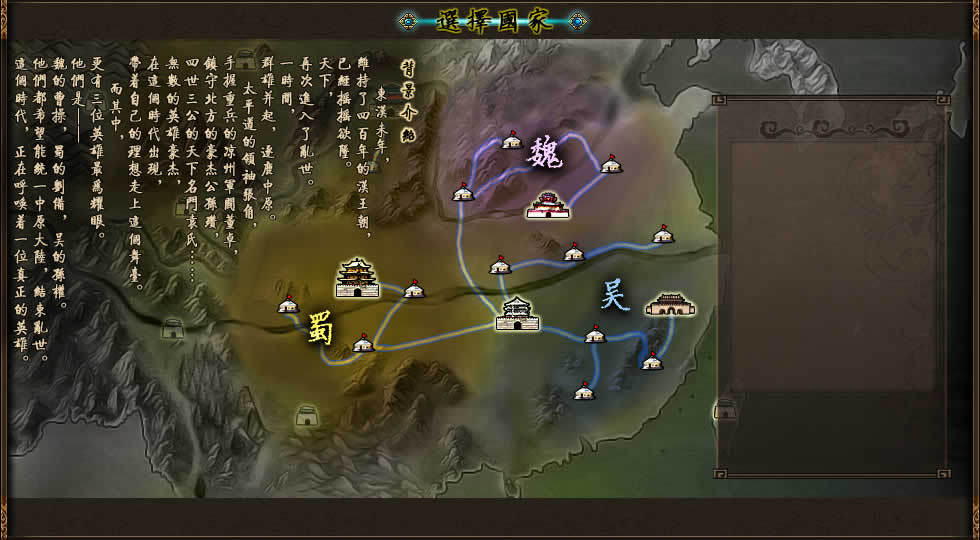 選擇國家
背景介紹
東漢末年，
維持了四百年的漢王朝，
已經搖搖欲墜。
天下，
再次進入了亂世。
一時間，
群雄并起，逐鹿中原。
太平道的領袖張角，
手握重兵的涼州軍閥董卓，
鎮守北方的豪杰公孫瓚，
四世三公的天下名門袁氏……
無數的英雄豪杰，
在這個時代出現，
帶着自己的理想走上這個舞臺。
而其中，
更有三位英雄最為耀眼。
他們是——
魏的曹操，蜀的劉備，吴的孫權。
他們都希望能統一中原大陸，結束亂世。
這個時代，正在呼喚着一位真正的英雄。
魏
吴
蜀